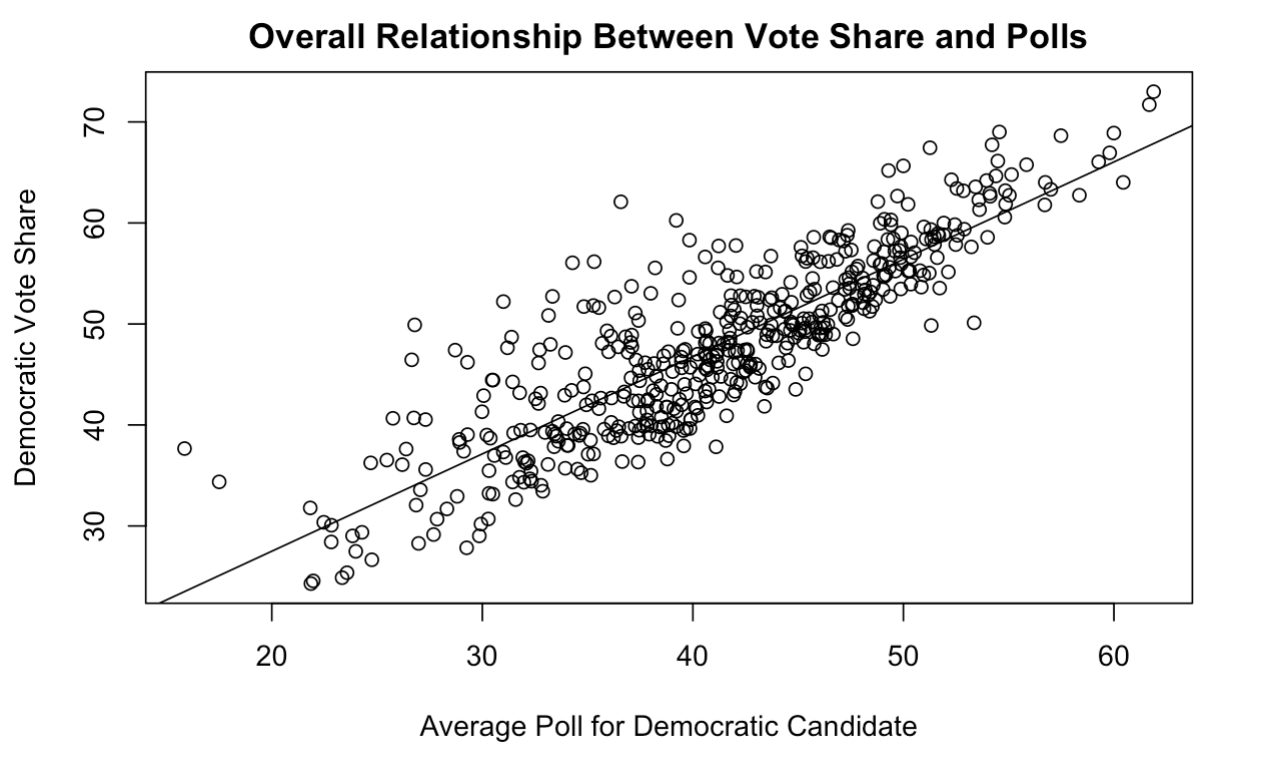 Overall Relationship Between Vote Share and Polls
Democratic Vote Share
70
60
50
40
30
20 30 40 50 60
Average Poll for Democratic Candidate